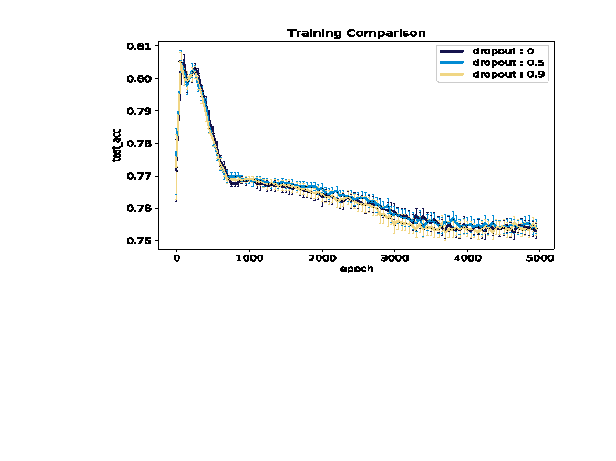 Training Comparison
dropout : 0
dropout : 0.5
dropout : 0.9
0.81
0.80
0.79
0.78
0.77
0.76
0.75
test_acc
0 1000 2000 3000 4000 5000
epoch